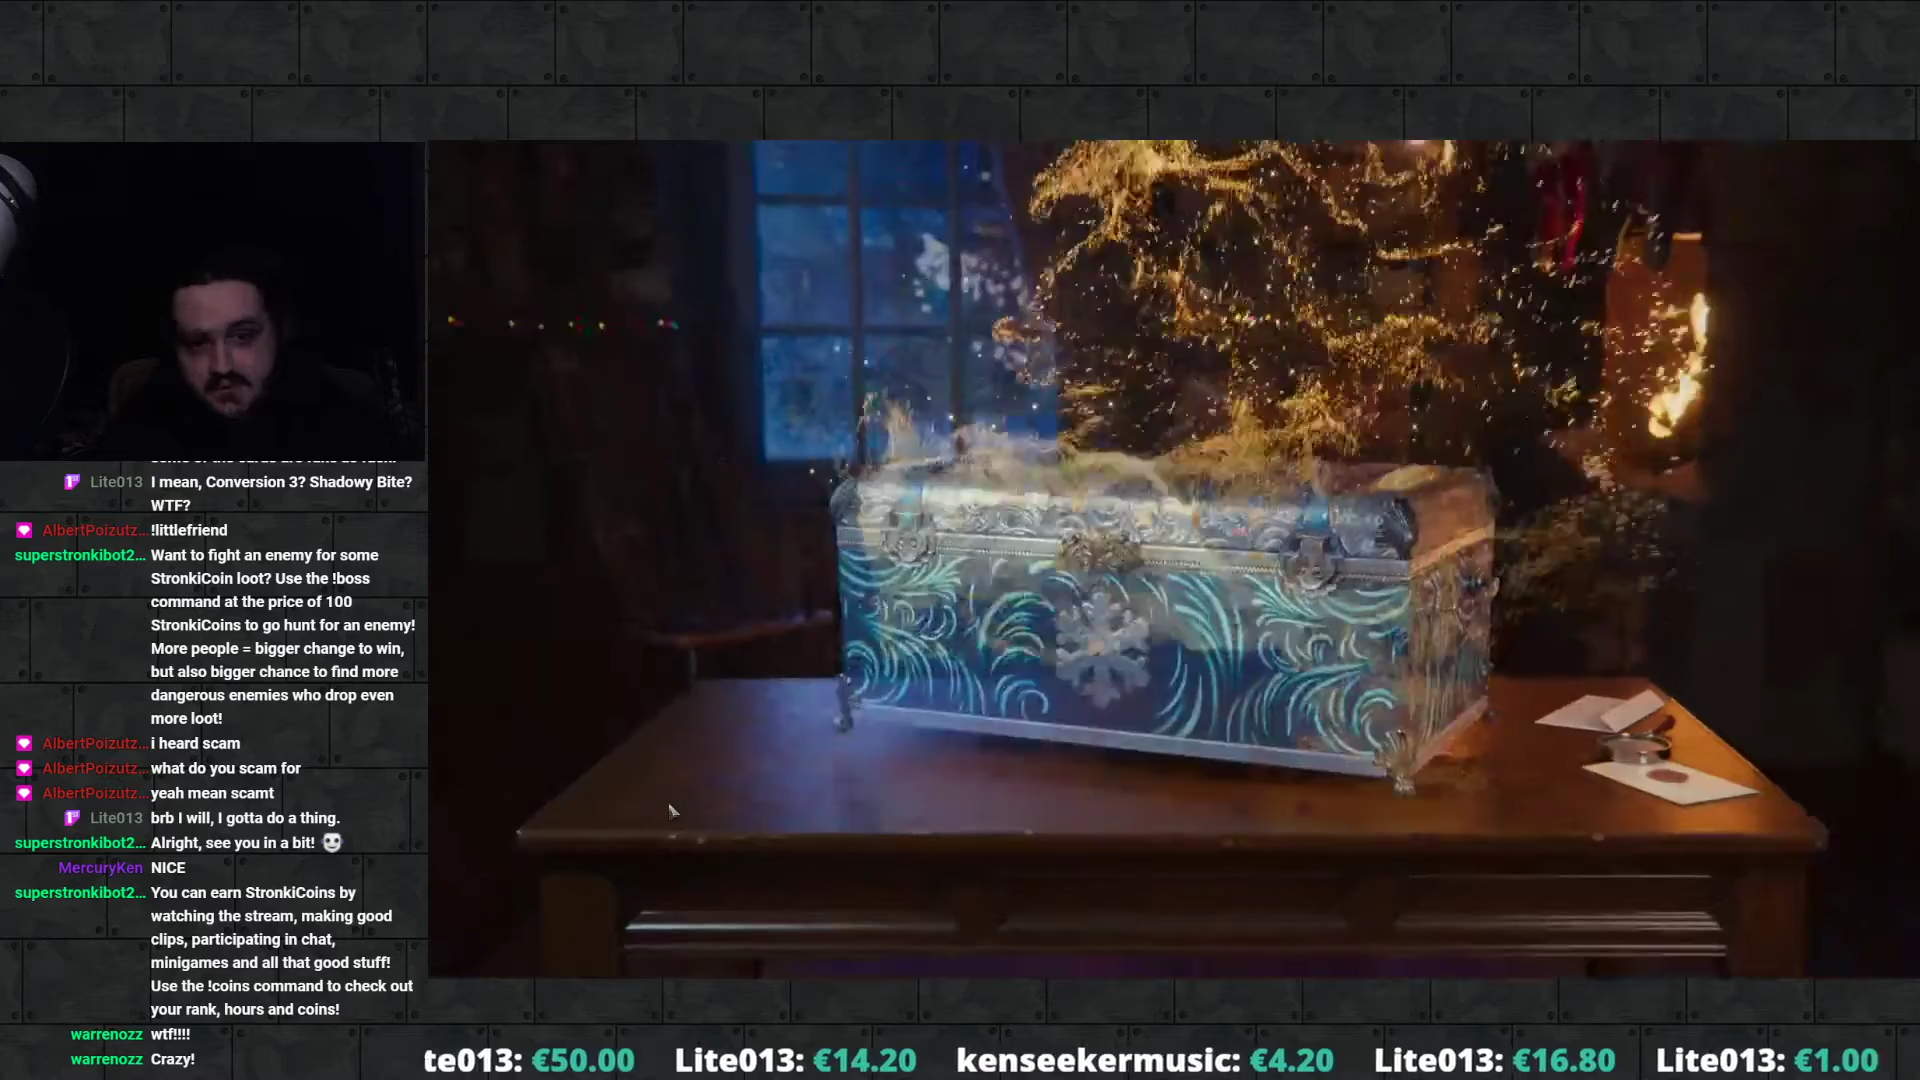 Lite013 I mean, Conversion 3? Shadowy Bite?
WTF?
AlbertPoizutz... !littlefriend
superstronkibot2... Want to fight an enemy for some
StronkiCoin loot? Use the !boss
command at the price of 100
StronkiCoins to go hunt for an enemy!
More people = bigger change to win,
but also bigger chance to find more
dangerous enemies who drop even
more loot!
AlbertPoizutz... i heard scam
AlbertPoizutz... what do you scam for
AlbertPoizutz... yeah mean scamt
Lite013 brb I will, I gotta do a thing.
superstronkibot2... Alright, see you in a bit!
MercuryKen NICE
superstronkibot2... You can earn StronkiCoins by
watching the stream, making good
clips, participating in chat,
minigames and all that good stuff!
Use the !coins command to check out
your rank, hours and coins!
warrenozz wtf!!!!
warrenozz Crazy!
te013: €50.00 Lite013: €14.20 kenseekermusic: €4.20 Lite013: €16.80 Lite013: €1.00